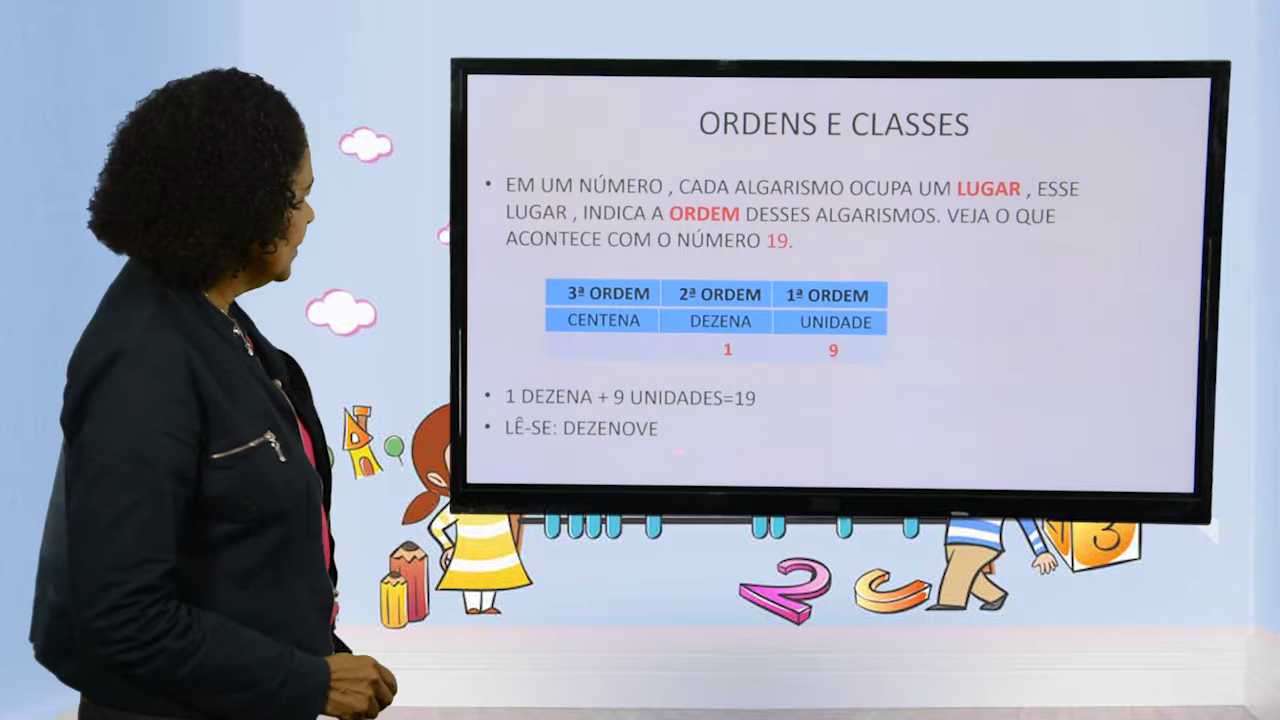 ORDENS E CLASSES
• EM UM NÚMERO , CADA ALGARISMO OCUPA UM LUGAR , ESSE
LUGAR , INDICA A ORDEM DESSES ALGARISMOS. VEJA O QUE
ACONTECE COM O NÚMERO 19.
3ª ORDEM 2ª ORDEM 1ª ORDEM
CENTENA DEZENA UNIDADE
1 9
• 1 DEZENA + 9 UNIDADES=19
• LÊ-SE: DEZENOVE
2
3